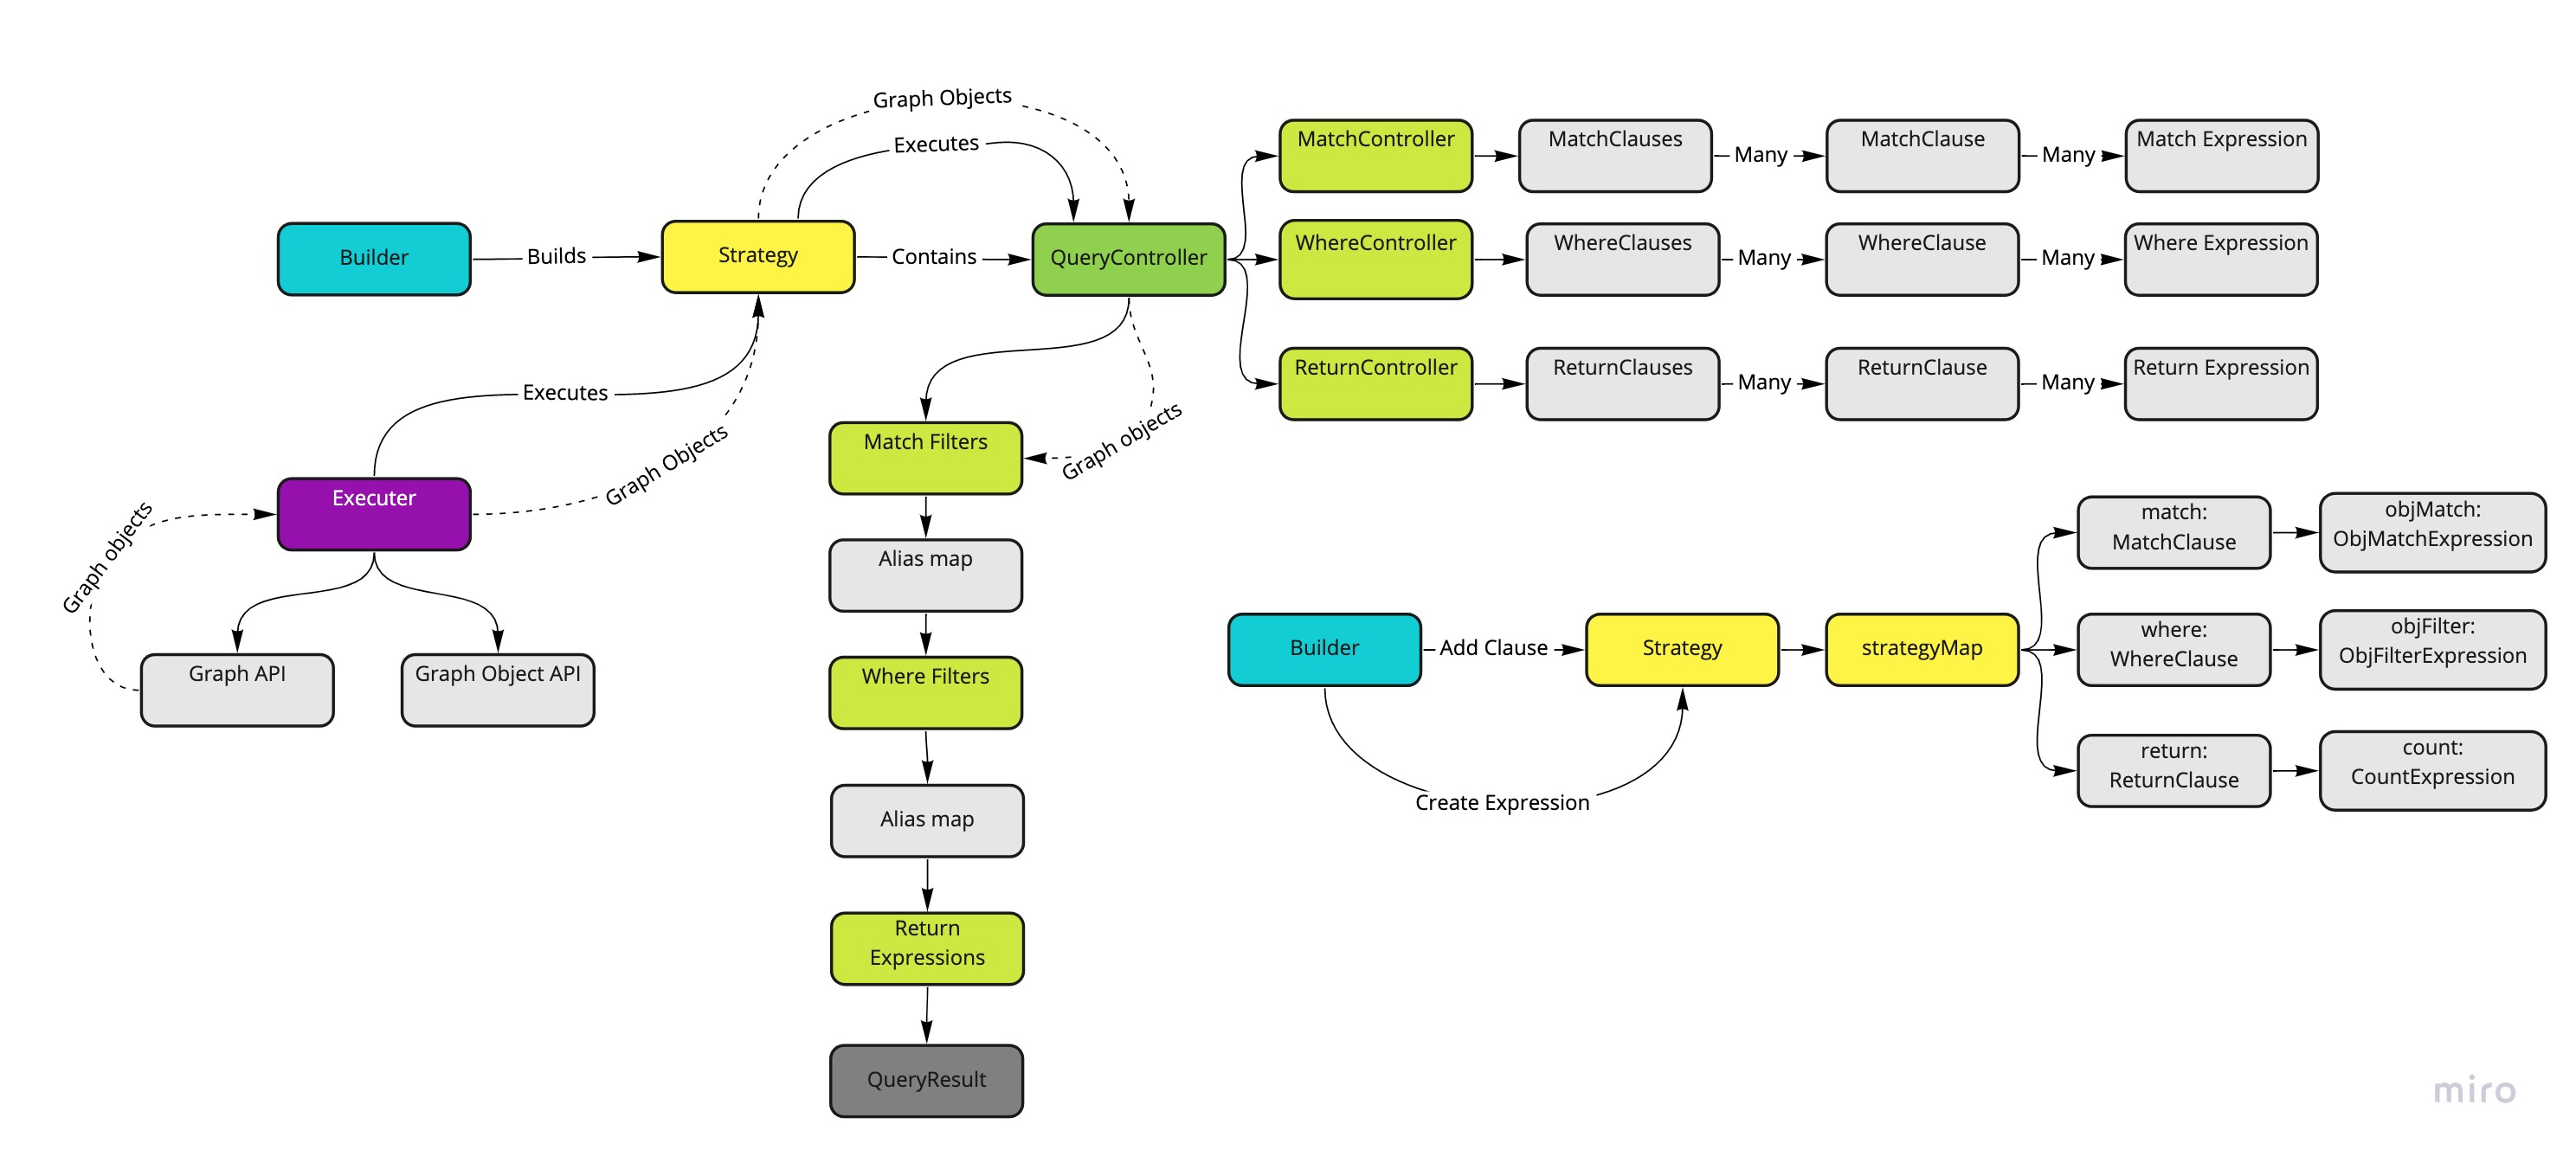 Graph Objects
Executes
Builder
Builds
Strategy
Contains
QueryController
MatchController
MatchClauses
Many
MatchClause
Many
Match Expression
WhereController
WhereClauses
Many
WhereClause
Many
Where Expression
ReturnController
ReturnClauses
Many
ReturnClause
Many
Return Expression
Executes
Graph Objects
Graph objects
Executer
Graph objects
Graph API
Graph Object API
Match Filters
Alias map
Where Filters
Alias map
Return
Expressions
QueryResult
Builder
Add Clause
Strategy
strategyMap
Create Expression
match:
MatchClause
objMatch:
ObjMatchExpression
where:
WhereClause
objFilter:
ObjFilterExpression
return:
ReturnClause
count:
CountExpression
miro